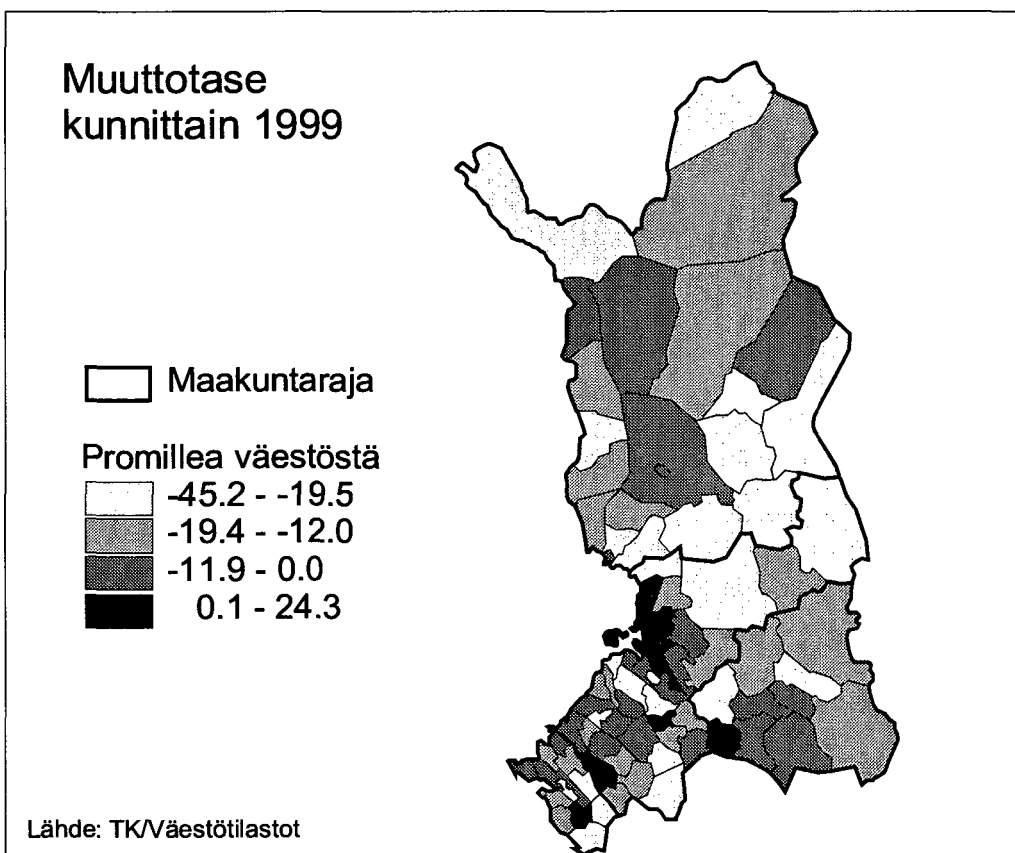 Muuttotase
kunnittain 1999
Maakuntaraja
Promillea väestöstä
-45.2 - -19.5
-19.4 - -12.0
-11.9 - 0.0
0.1 - 24.3
Lähde: TK/Väestötilastot